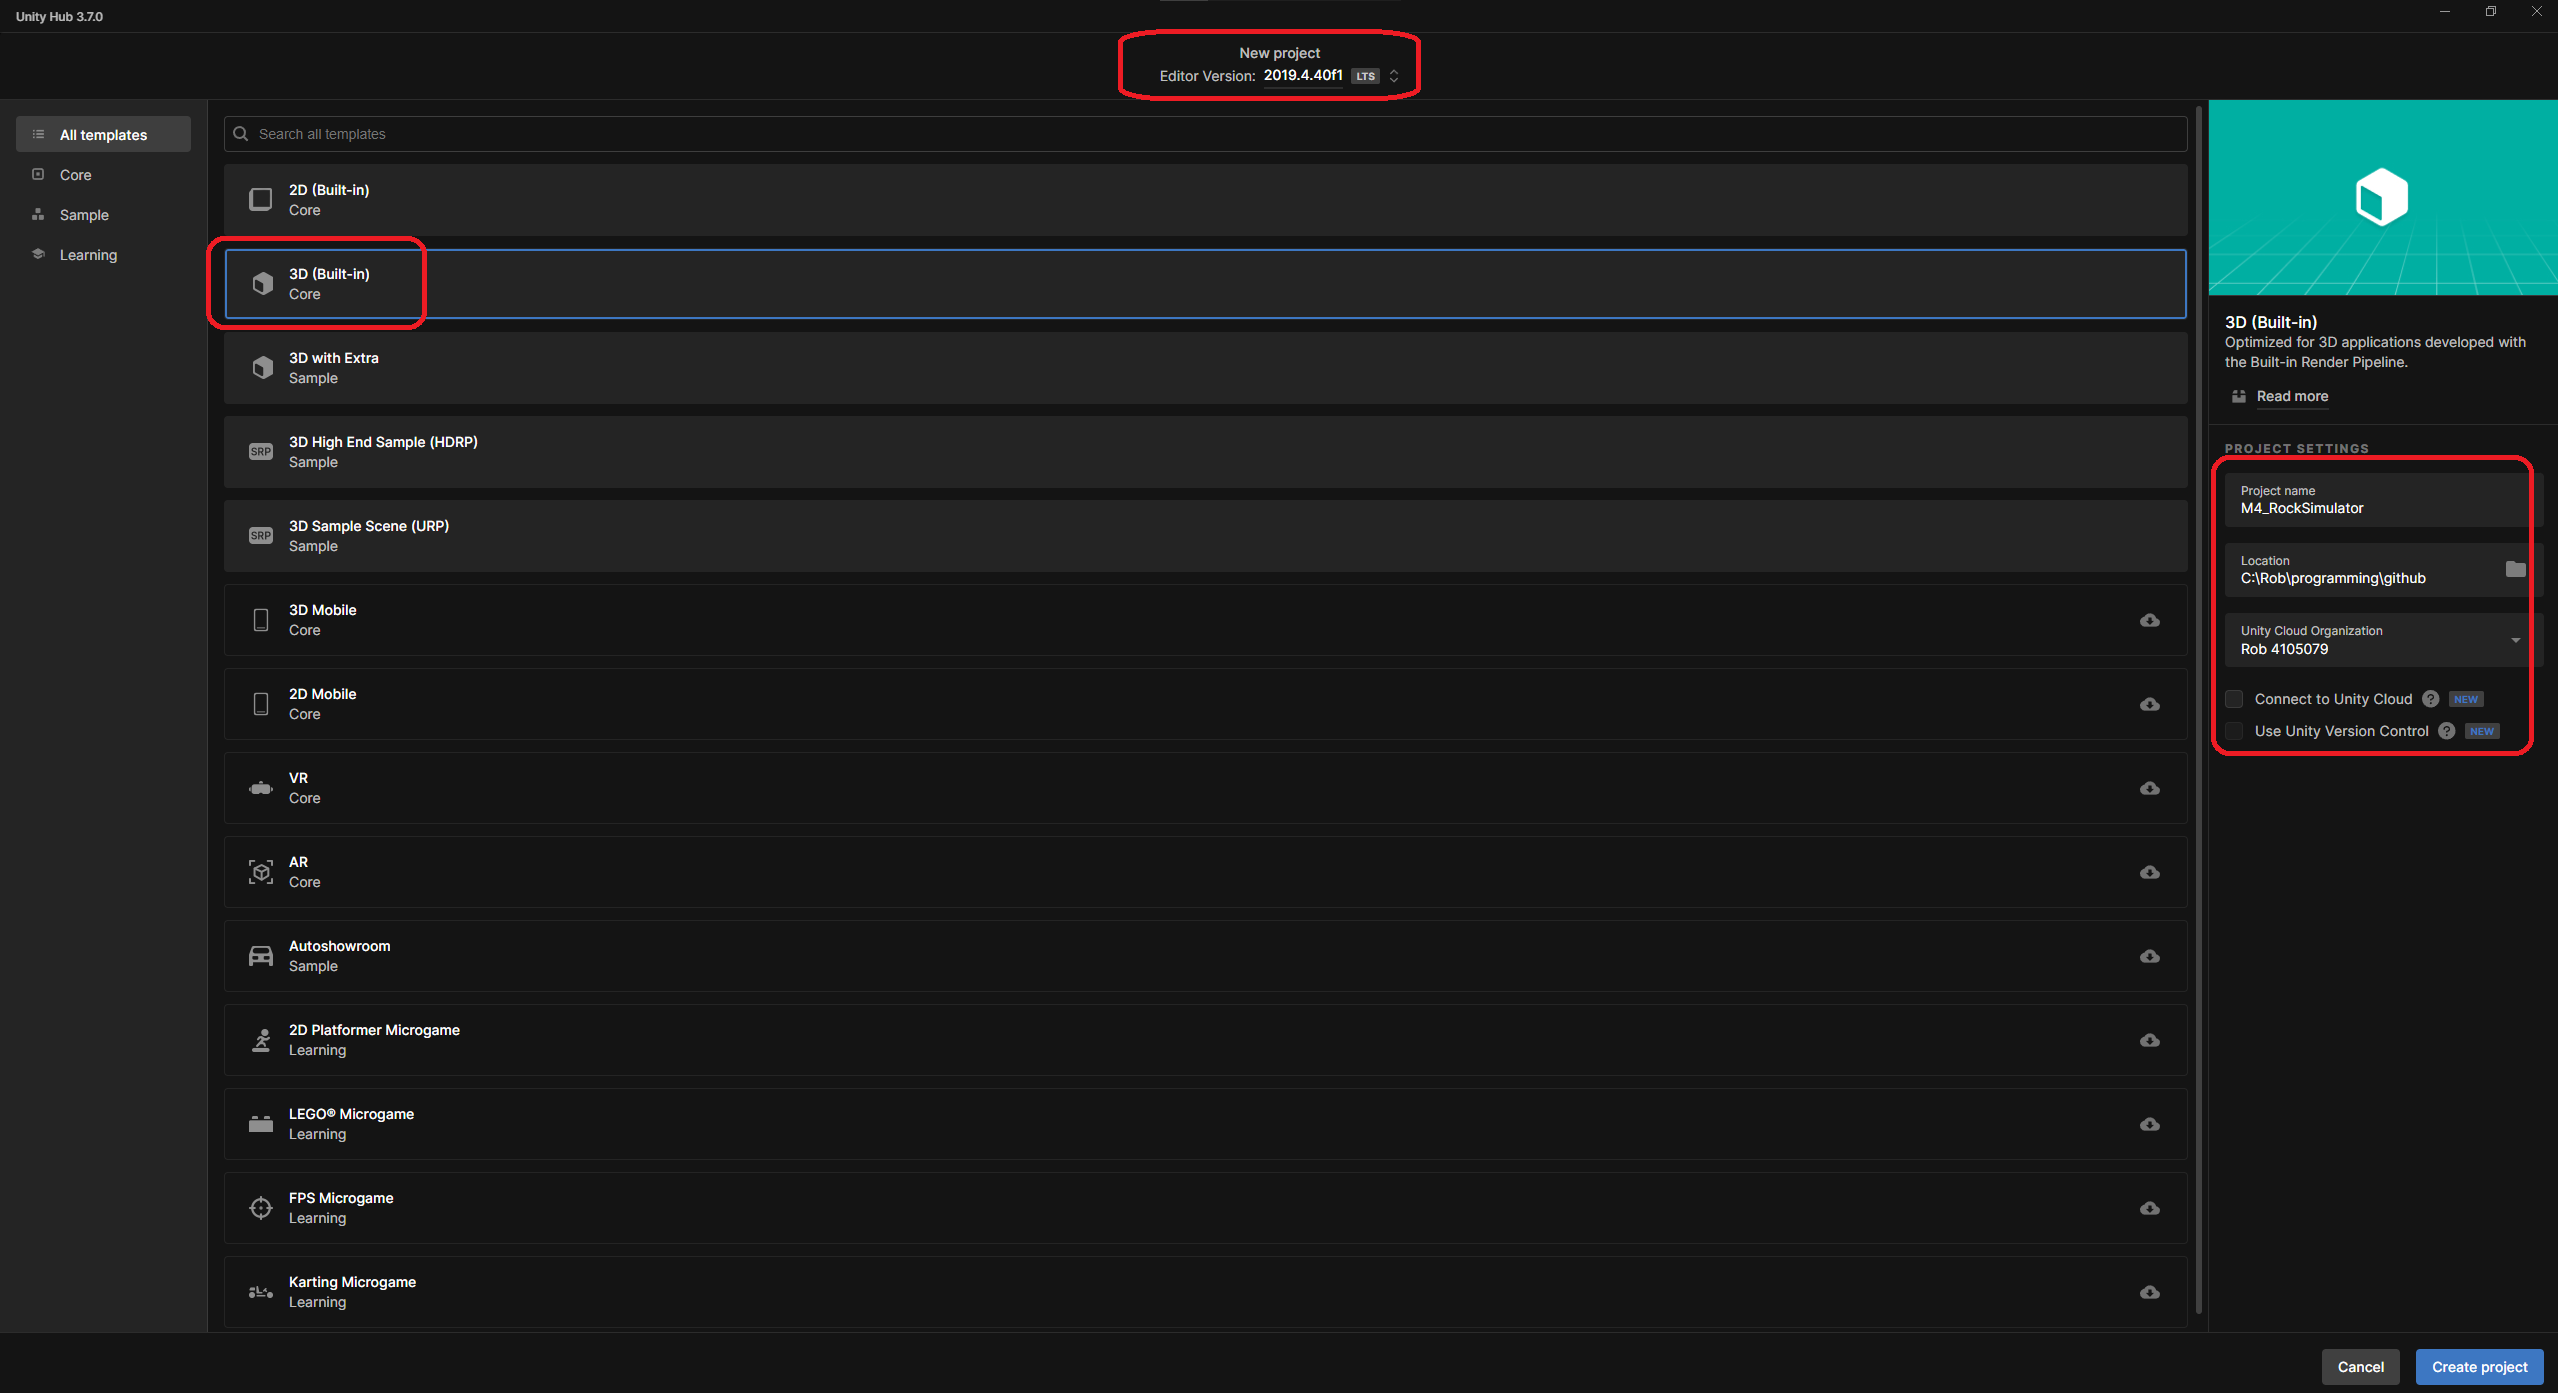 Unity Hub 3.7.0
New project
Editor Version: 2019.4.40f1 LTS
All templates
Core
Sample
Learning
Search all templates
2D (Built-in)
Core
3D (Built-in)
Core
3D with Extra
Sample
SRP
3D High End Sample (HDRP)
Sample
SRP
3D Sample Scene (URP)
Sample
3D Mobile
Core
2D Mobile
Core
VR
Core
AR
Core
Autoshowroom
Sample
2D Platformer Microgame
Learning
LEGO® Microgame
Learning
FPS Microgame
Learning
Karting Microgame
Learning
3D (Built-in)
Optimized for 3D applications developed with
the Built-in Render Pipeline.
Read more
PROJECT SETTINGS
Project name
M4_RockSimulator
Location
C:\Rob\programming\github
Unity Cloud Organization
Rob 4105079
Connect to Unity Cloud ? NEW
Use Unity Version Control ? NEW
Cancel
Create project